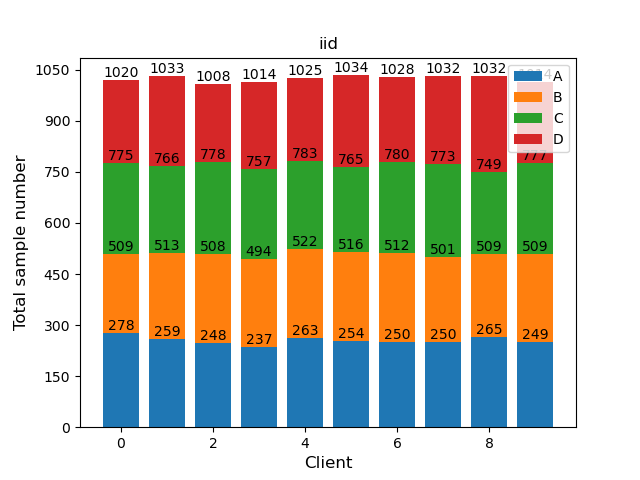 iid
1050
900
750
600
450
300
150
0
1020 1033 1008 1014 1025 1034 1028 1032 1032 1014
775 766 778 757 783 765 780 773 749 777
509 513 508 494 522 516 512 501 509 509
278 259 248 237 263 254 250 250 265 249
A
B
C
D
0 2 4 6 8
Client
Total sample number